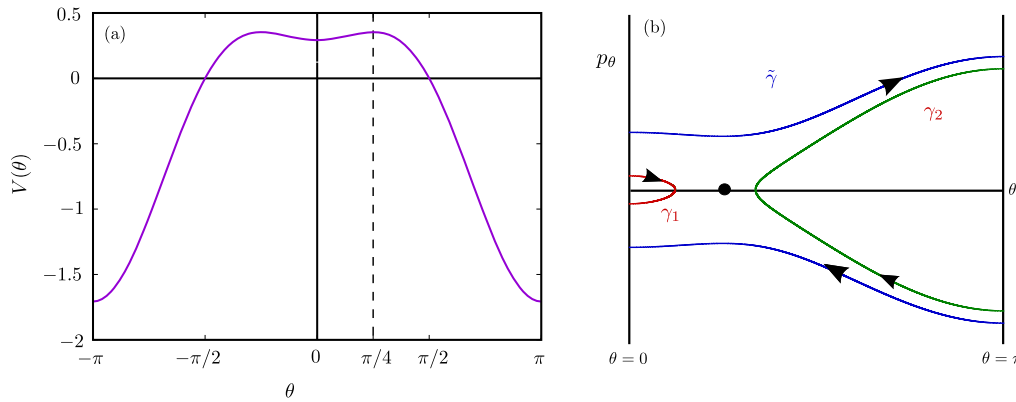 (a)
0.5
0
−0.5
−1
−1.5
−2
V(θ)
−π
−π/2
0
π/4
π/2
π
θ
(b)
p_θ
γ̃
γ₂
γ₁
θ
θ = 0
θ = π